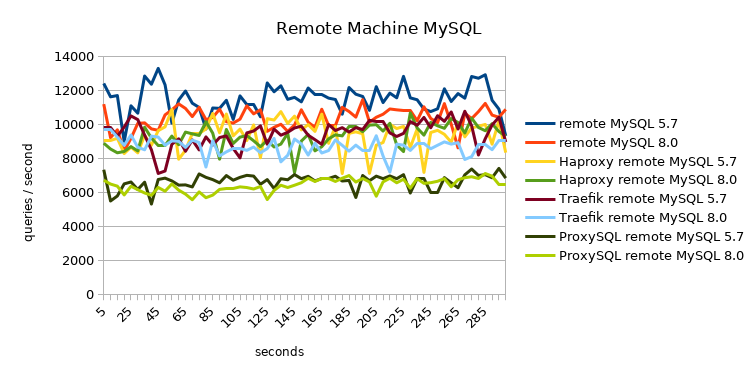 Remote Machine MySQL
queries / second
14000
12000
10000
8000
6000
4000
2000
0
5
25
45
65
85
105
125
145
165
185
205
225
245
265
285
seconds
remote MySQL 5.7
remote MySQL 8.0
Haproxy remote MySQL 5.7
Haproxy remote MySQL 8.0
Traefik remote MySQL 5.7
Traefik remote MySQL 8.0
ProxySQL remote MySQL 5.7
ProxySQL remote MySQL 8.0